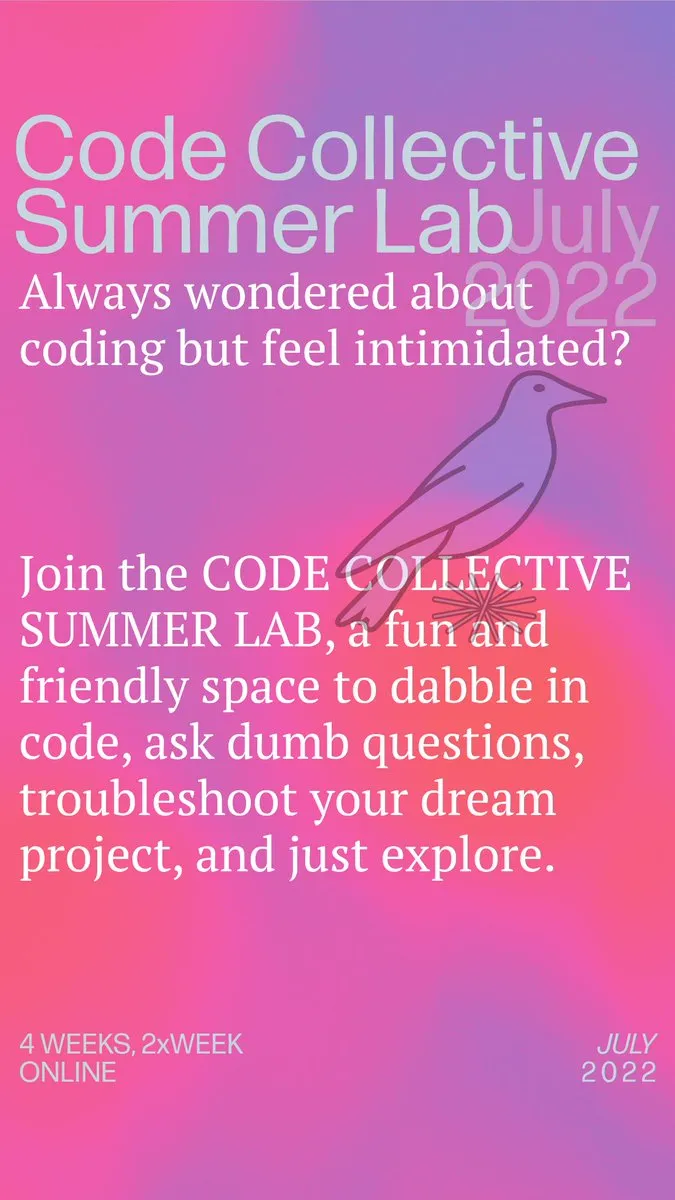 Code Collective
Summer Lab
July
2022
Always wondered about
coding but feel intimidated?
Join the CODE COLLECTIVE
SUMMER LAB, a fun and
friendly space to dabble in
code, ask dumb questions,
troubleshoot your dream
project, and just explore.
4 WEEKS, 2xWEEK
ONLINE
JULY
2022